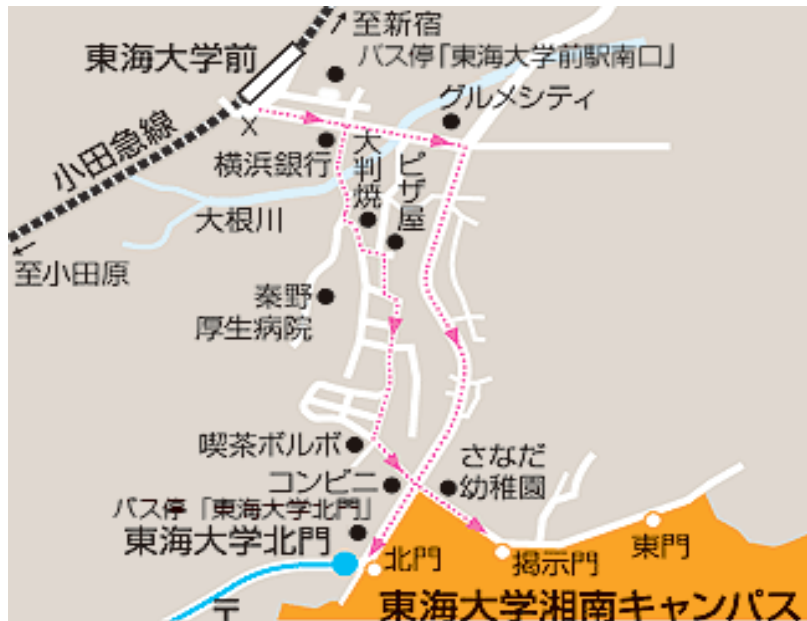 至新宿
東海大学前
バス停「東海大学前駅南口」
グルメシティ
小田急線
横浜銀行
大判焼
ピザ屋
大根川
至小田原
秦野
厚生病院
喫茶ボルボ
さなだ
幼稚園
コンビニ
バス停「東海大学北門」
東海大学北門
北門
掲示門
東門
〒
東海大学湘南キャンパス